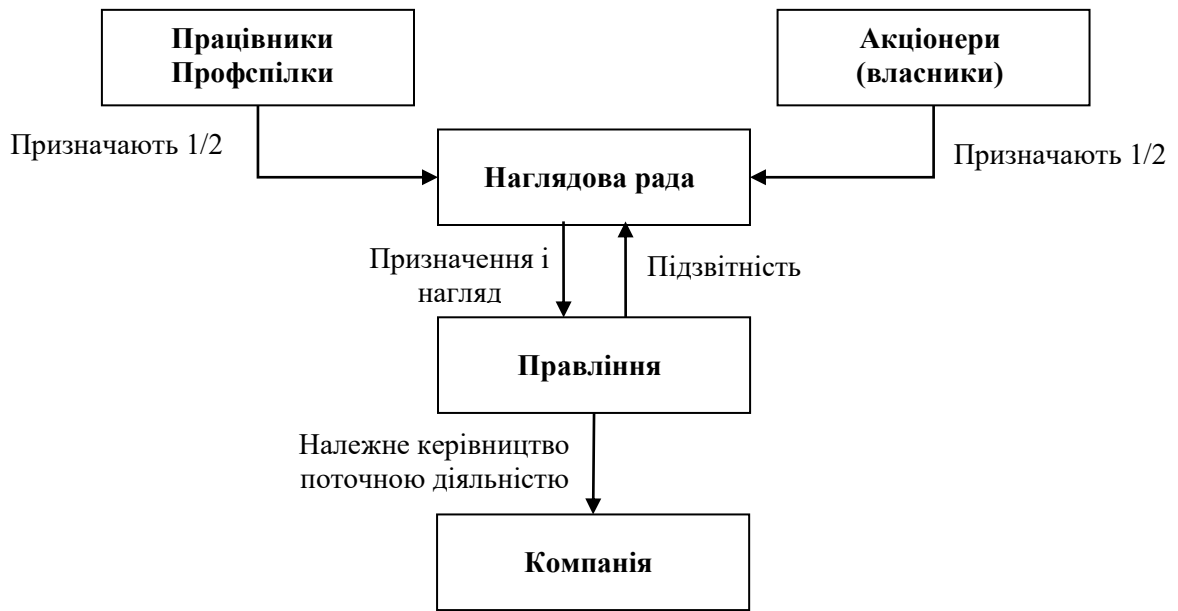 Працівники
Профспілки
Акціонери
(власники)
Призначають 1/2
Призначають 1/2
Наглядова рада
Призначення і
нагляд
Підзвітність
Правління
Належне керівництво
поточною діяльністю
Компанія